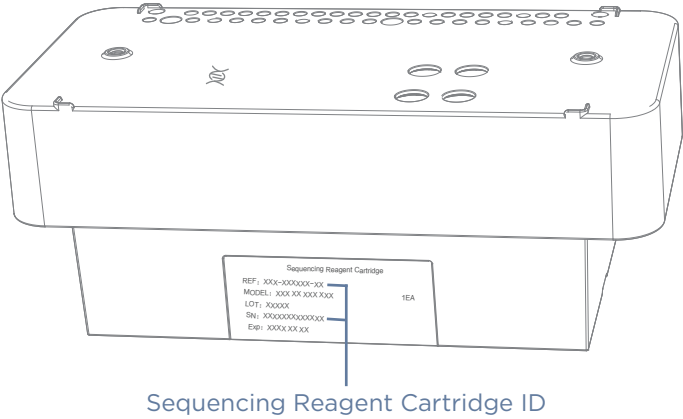 Sequencing Reagent Cartridge
REF: XXX-XXXXXX-XX
MODEL: XXX XX XXX XXX
1EA
LOT: XXXXX
SN: XXXXXXXXXXXXX
Exp: XXXX XX XX
Sequencing Reagent Cartridge ID